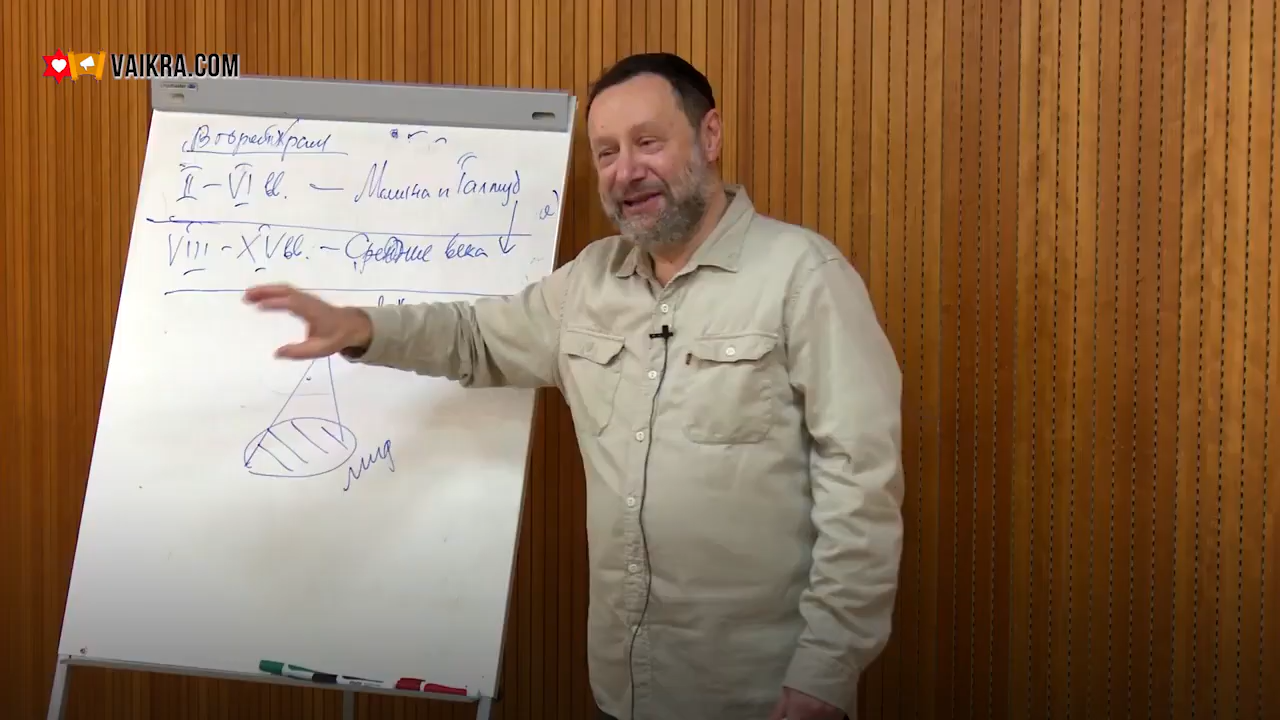 VAIKRA.COM
Второй Храм
II – VI вв. — Мишна и Талмуд
VIII – XV вв. – Средние века
мир